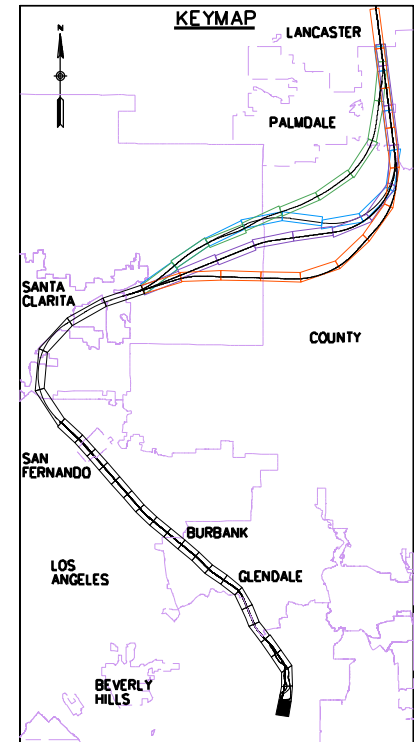 KEYMAP
N
LANCASTER
PALMDALE
SANTA
CLARITA
COUNTY
SAN
FERNANDO
BURBANK
LOS
ANGELES
GLENDALE
BEVERLY
HILLS